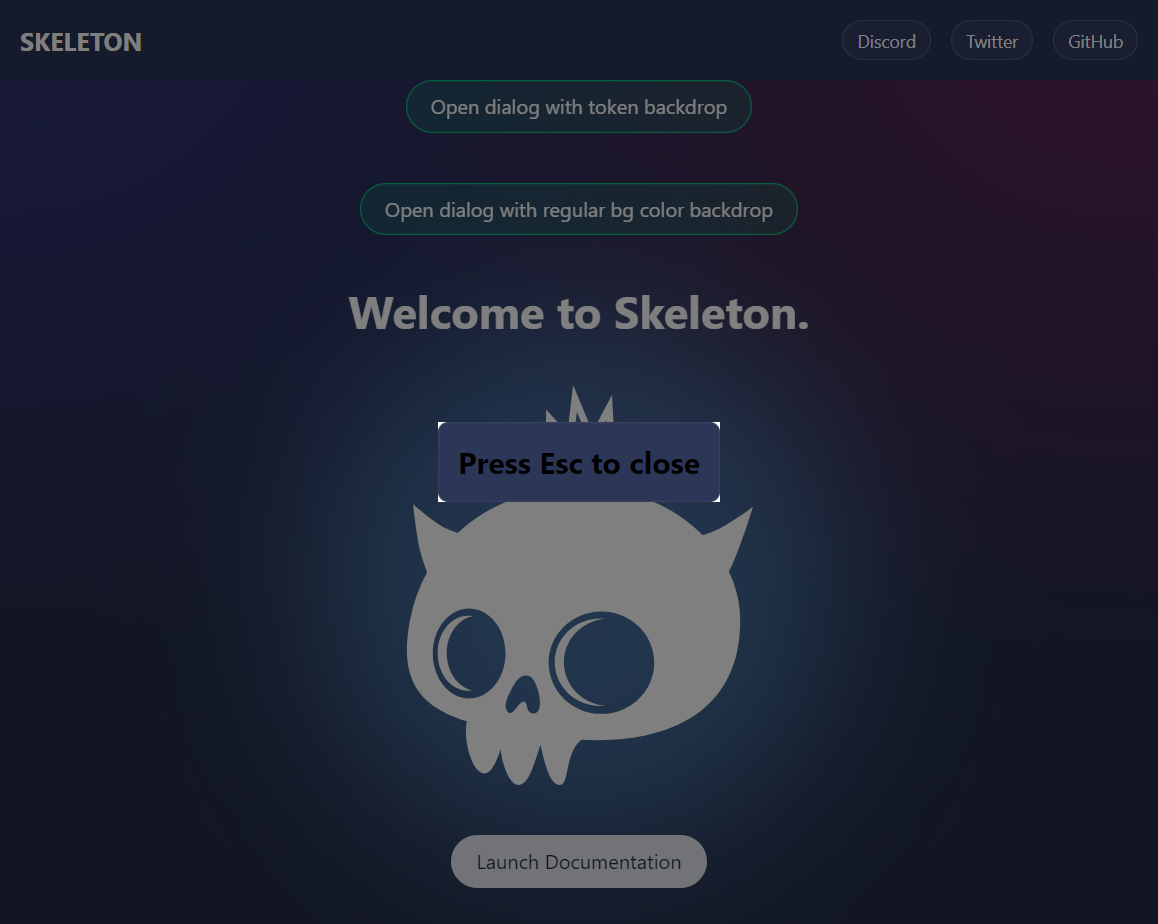 SKELETON
Discord
Twitter
GitHub
Open dialog with token backdrop
Open dialog with regular bg color backdrop
Welcome to Skeleton.
Press Esc to close
Launch Documentation